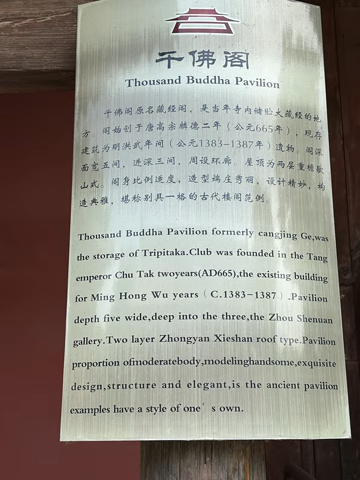 千佛阁
Thousand Buddha Pavilion
千佛阁原名藏经阁，是当年寺内储贮大藏经的地
方。阁始创于唐高宗麟德二年（公元665年），现存
建筑为明洪武年间（公元1383-1387年）遗物。阁深
面宽五间，进深三间，周设环廊。屋顶为两层重檐歇
山式。阁身比例适度，造型端庄秀丽，设计精妙，构
造典雅，堪称别具一格的古代楼阁范例。
Thousand Buddha Pavilion formerly cangjing Ge,was
the storage of Tripitaka.Club was founded in the Tang
emperor Chu Tak twoyears(AD665),the existing building
for Ming Hong Wu years（C.1383-1387）.Pavilion
depth five wide,deep into the three,the Zhou Shenuan
gallery.Two layer Zhongyan Xieshan roof type.Pavilion
proportion ofmoderatebody,modelinghandsome,exquisite
design,structure and elegant,is the ancient pavilion
examples have a style of one's own.